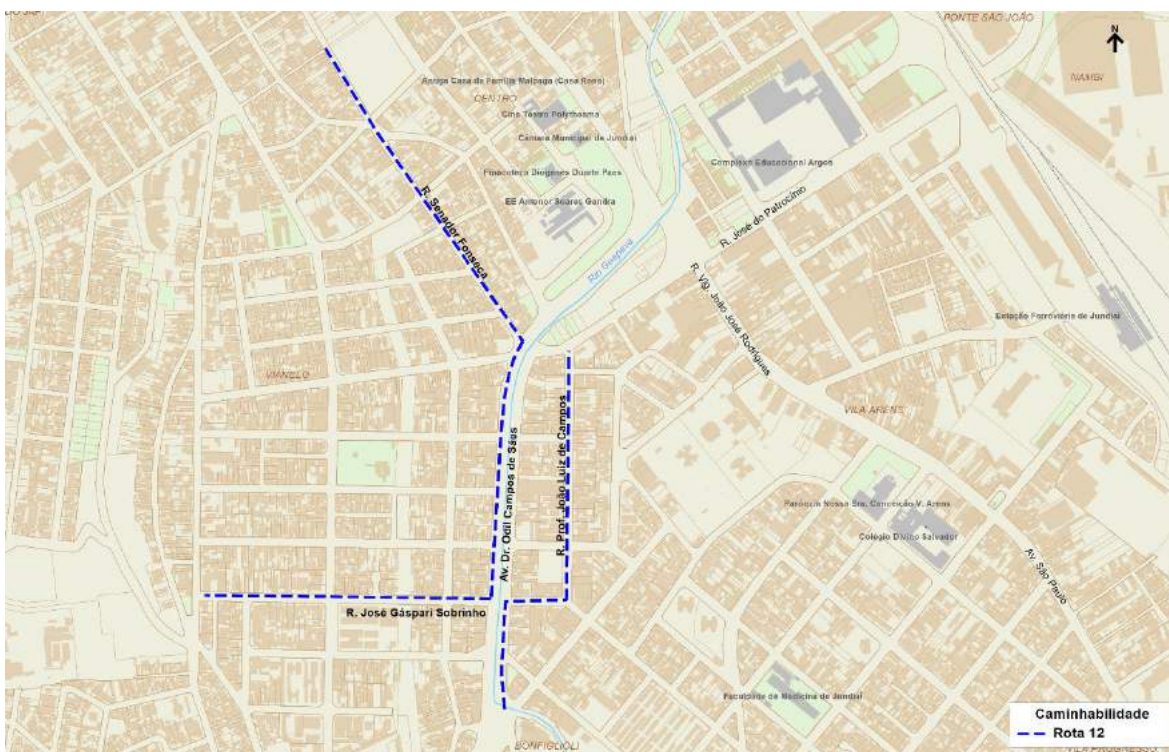 PONTE SÃO JOÃO
N
NAMBI
Antiga Casa da Família Malpaga (Casa Rosa)
CENTRO
Cine Teatro Polytheama
Câmara Municipal de Jundiaí
Pinacoteca Diógenes Duarte Paes
EE Antenor Soares Gandra
Complexo Educacional Argos
R. José do Patrocínio
R. Senador Fonseca
Rio Guapeva
R. Vig. João José Rodrigues
Estação Ferroviária de Jundiaí
VIANELO
VILA ARENS
Av. Dr. Odil Campos de Sáes
R. Prof. João Luiz de Campos
Paróquia Nossa Sra. Conceição V. Arens
Colégio Divino Salvador
Av. São Paulo
R. José Gáspari Sobrinho
Faculdade de Medicina de Jundiaí
BONFIGLIOLI
Caminhabilidade
Rota 12
VILA PROGRESSO